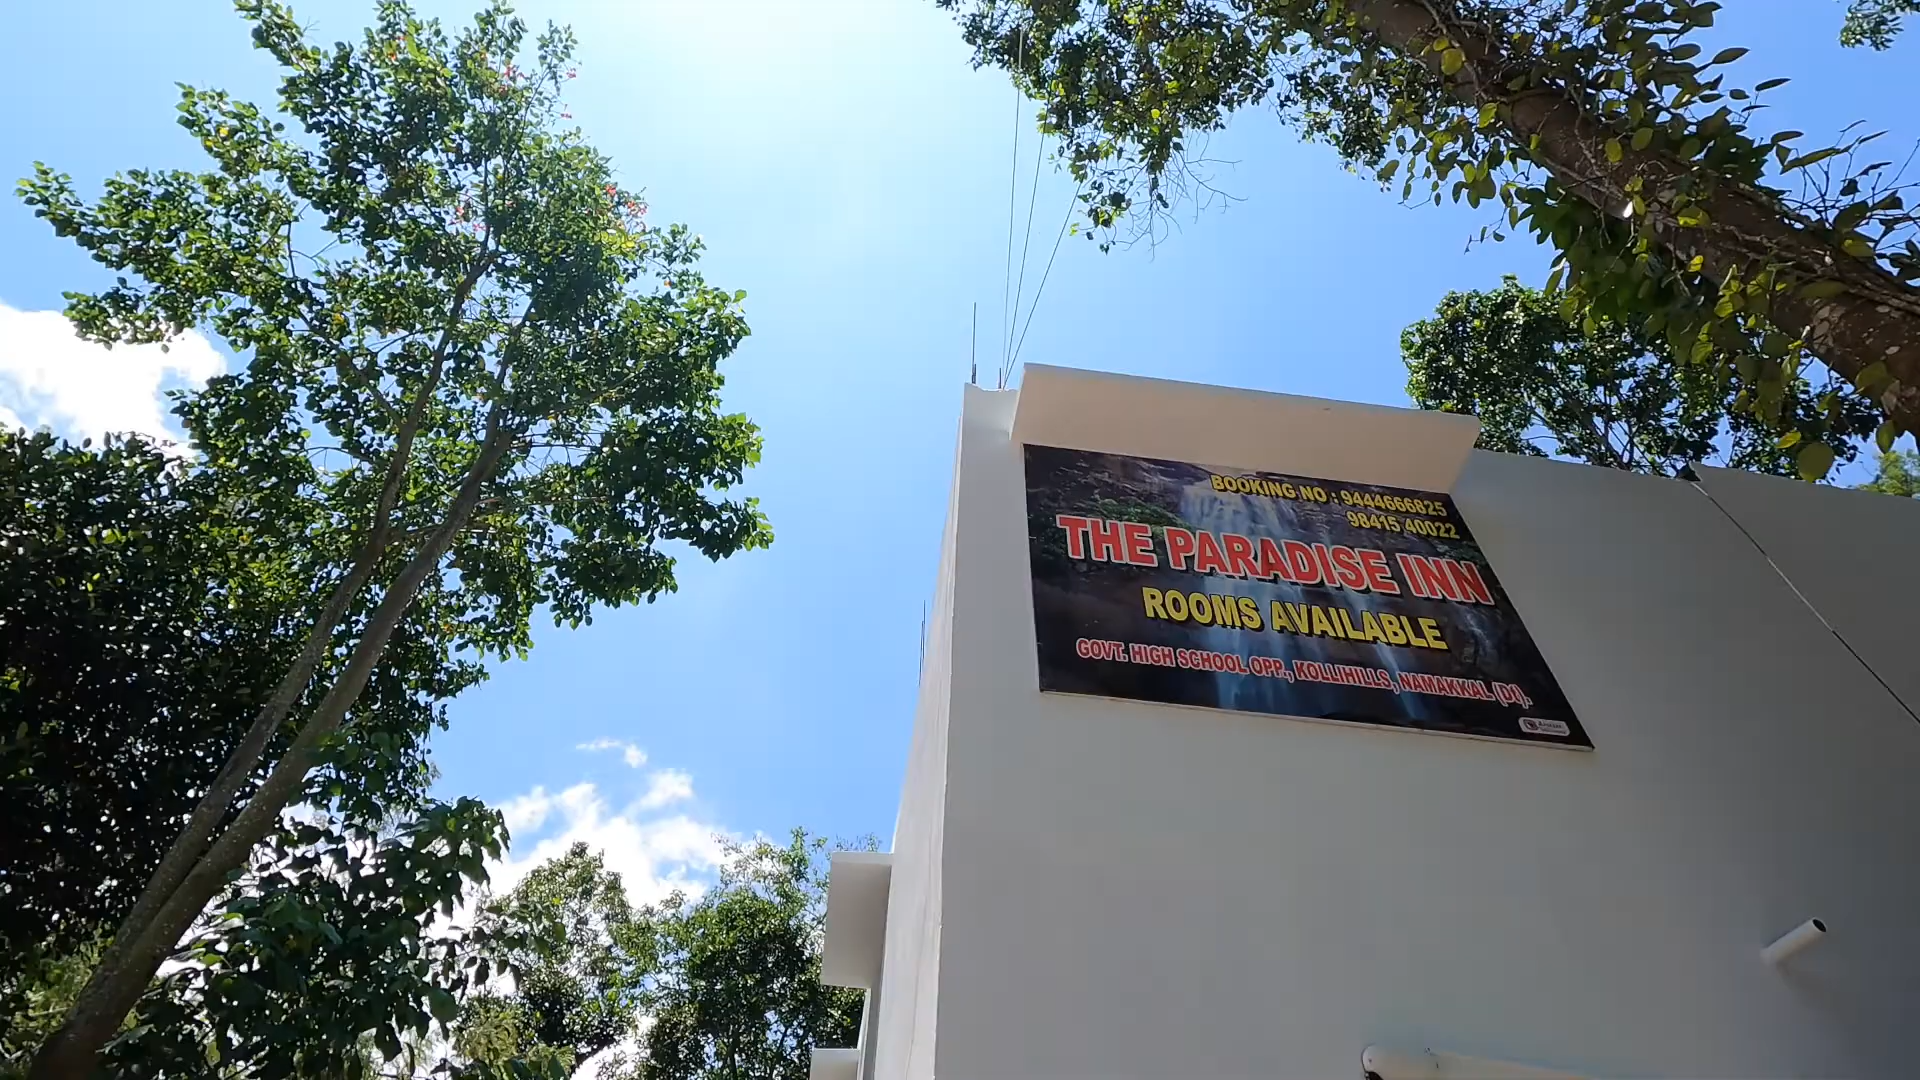 BOOKING NO : 9444666825
98415 40022
THE PARADISE INN
ROOMS AVAILABLE
GOVT. HIGH SCHOOL OPP., KOLLIHILLS, NAMAKKAL (Dt).